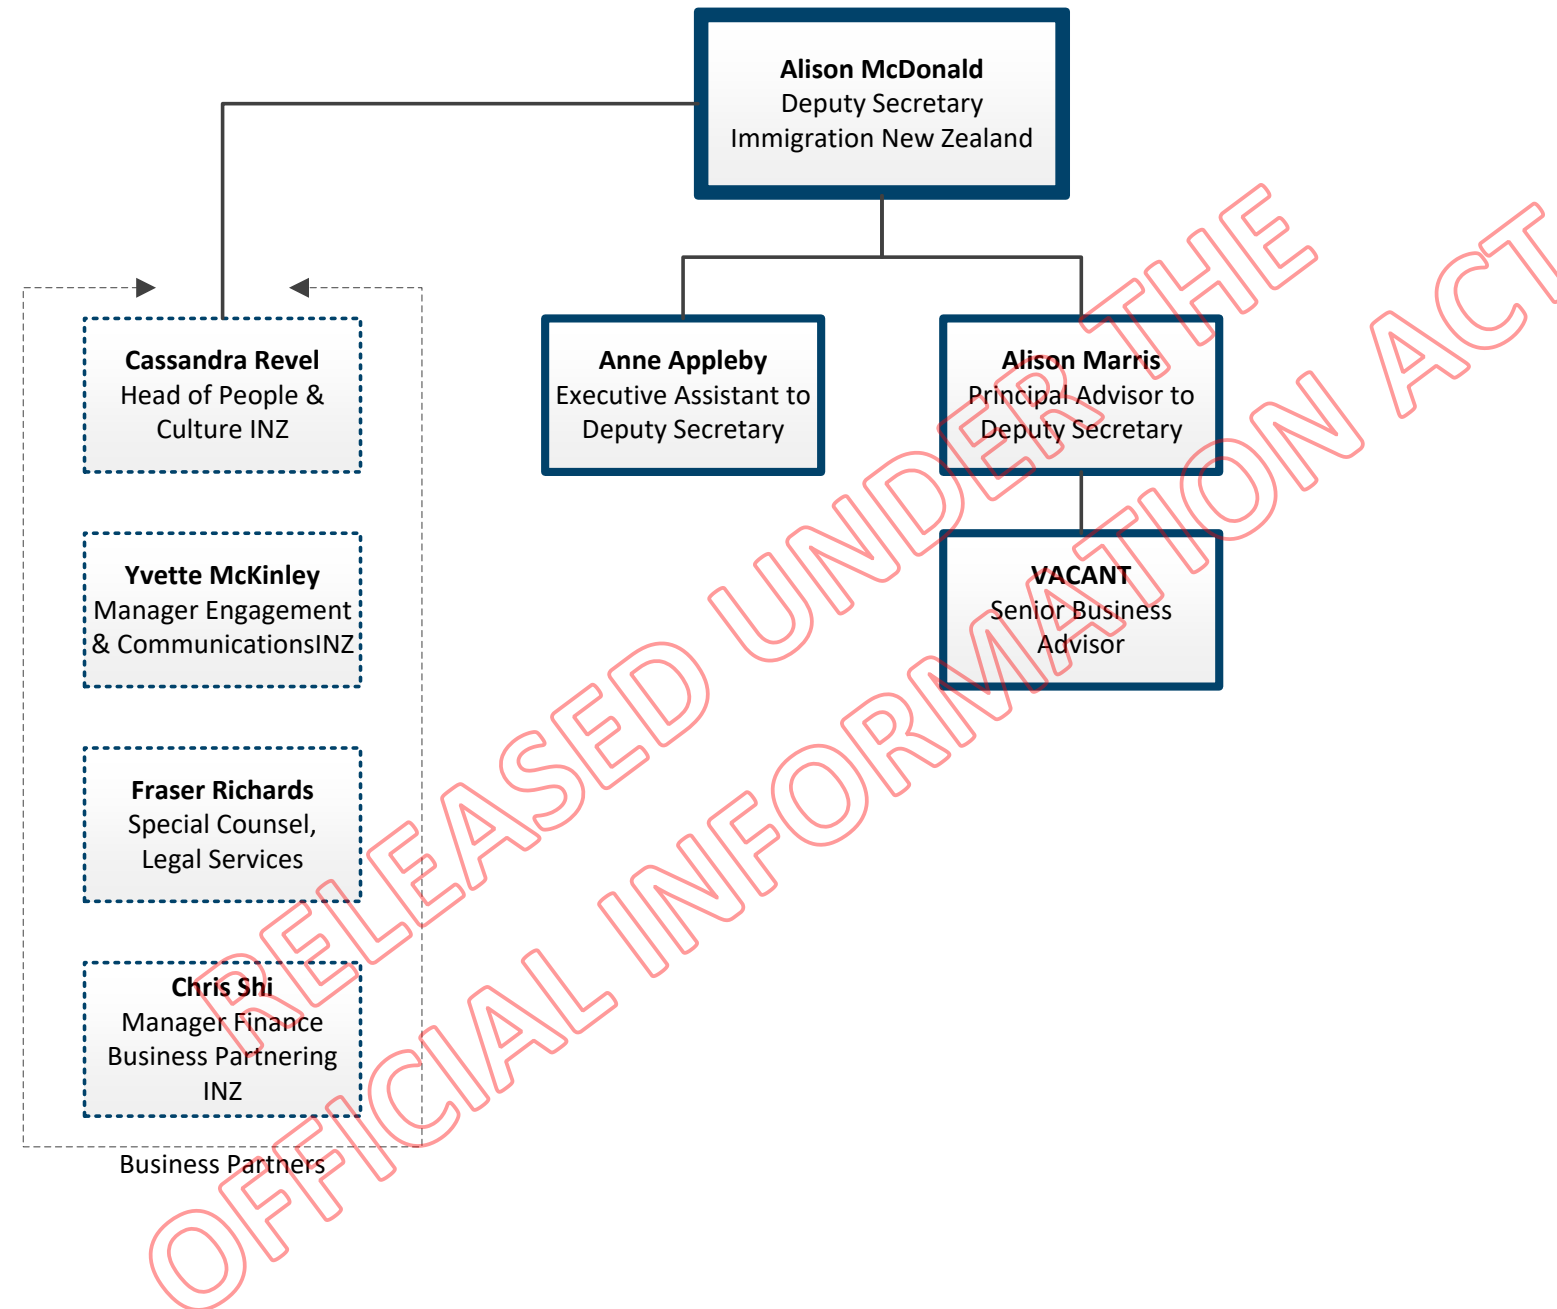 Alison McDonald
Deputy Secretary
Immigration New Zealand
Cassandra Revel
Head of People &
Culture INZ
Anne Appleby
Executive Assistant to
Deputy Secretary
Alison Marris
Principal Advisor to
Deputy Secretary
Yvette McKinley
Manager Engagement
& CommunicationsINZ
VACANT
Senior Business
Advisor
Fraser Richards
Special Counsel,
Legal Services
Chris Shi
Manager Finance
Business Partnering
INZ
Business Partners
RELEASED UNDER THE
OFFICIAL INFORMATION ACT